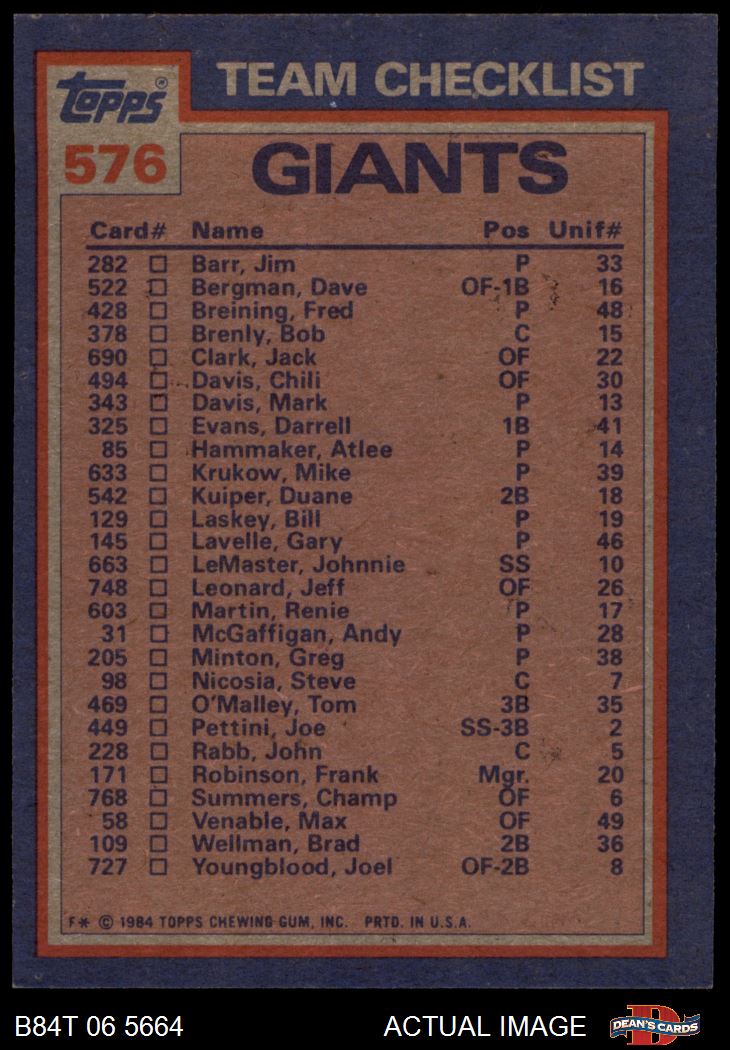 topps® TEAM CHECKLIST
576 GIANTS
Card# Name Pos Unif#
282 Barr, Jim P 33
522 Bergman, Dave OF-1B 16
428 Breining, Fred P 48
378 Brenly, Bob C 15
690 Clark, Jack OF 22
494 Davis, Chili OF 30
343 Davis, Mark P 13
325 Evans, Darrell 1B 41
85 Hammaker, Atlee P 14
633 Krukow, Mike P 39
542 Kuiper, Duane 2B 18
129 Laskey, Bill P 19
145 Lavelle, Gary P 46
663 LeMaster, Johnnie SS 10
748 Leonard, Jeff OF 26
603 Martin, Renie P 17
31 McGaffigan, Andy P 28
205 Minton, Greg P 38
98 Nicosia, Steve C 7
469 O'Malley, Tom 3B 35
449 Pettini, Joe SS-3B 2
228 Rabb, John C 5
171 Robinson, Frank Mgr. 20
768 Summers, Champ OF 6
58 Venable, Max OF 49
109 Wellman, Brad 2B 36
727 Youngblood, Joel OF-2B 8
F* © 1984 TOPPS CHEWING GUM, INC. PRTD. IN U.S.A.
B84T 06 5664 ACTUAL IMAGE DEAN'S CARDS